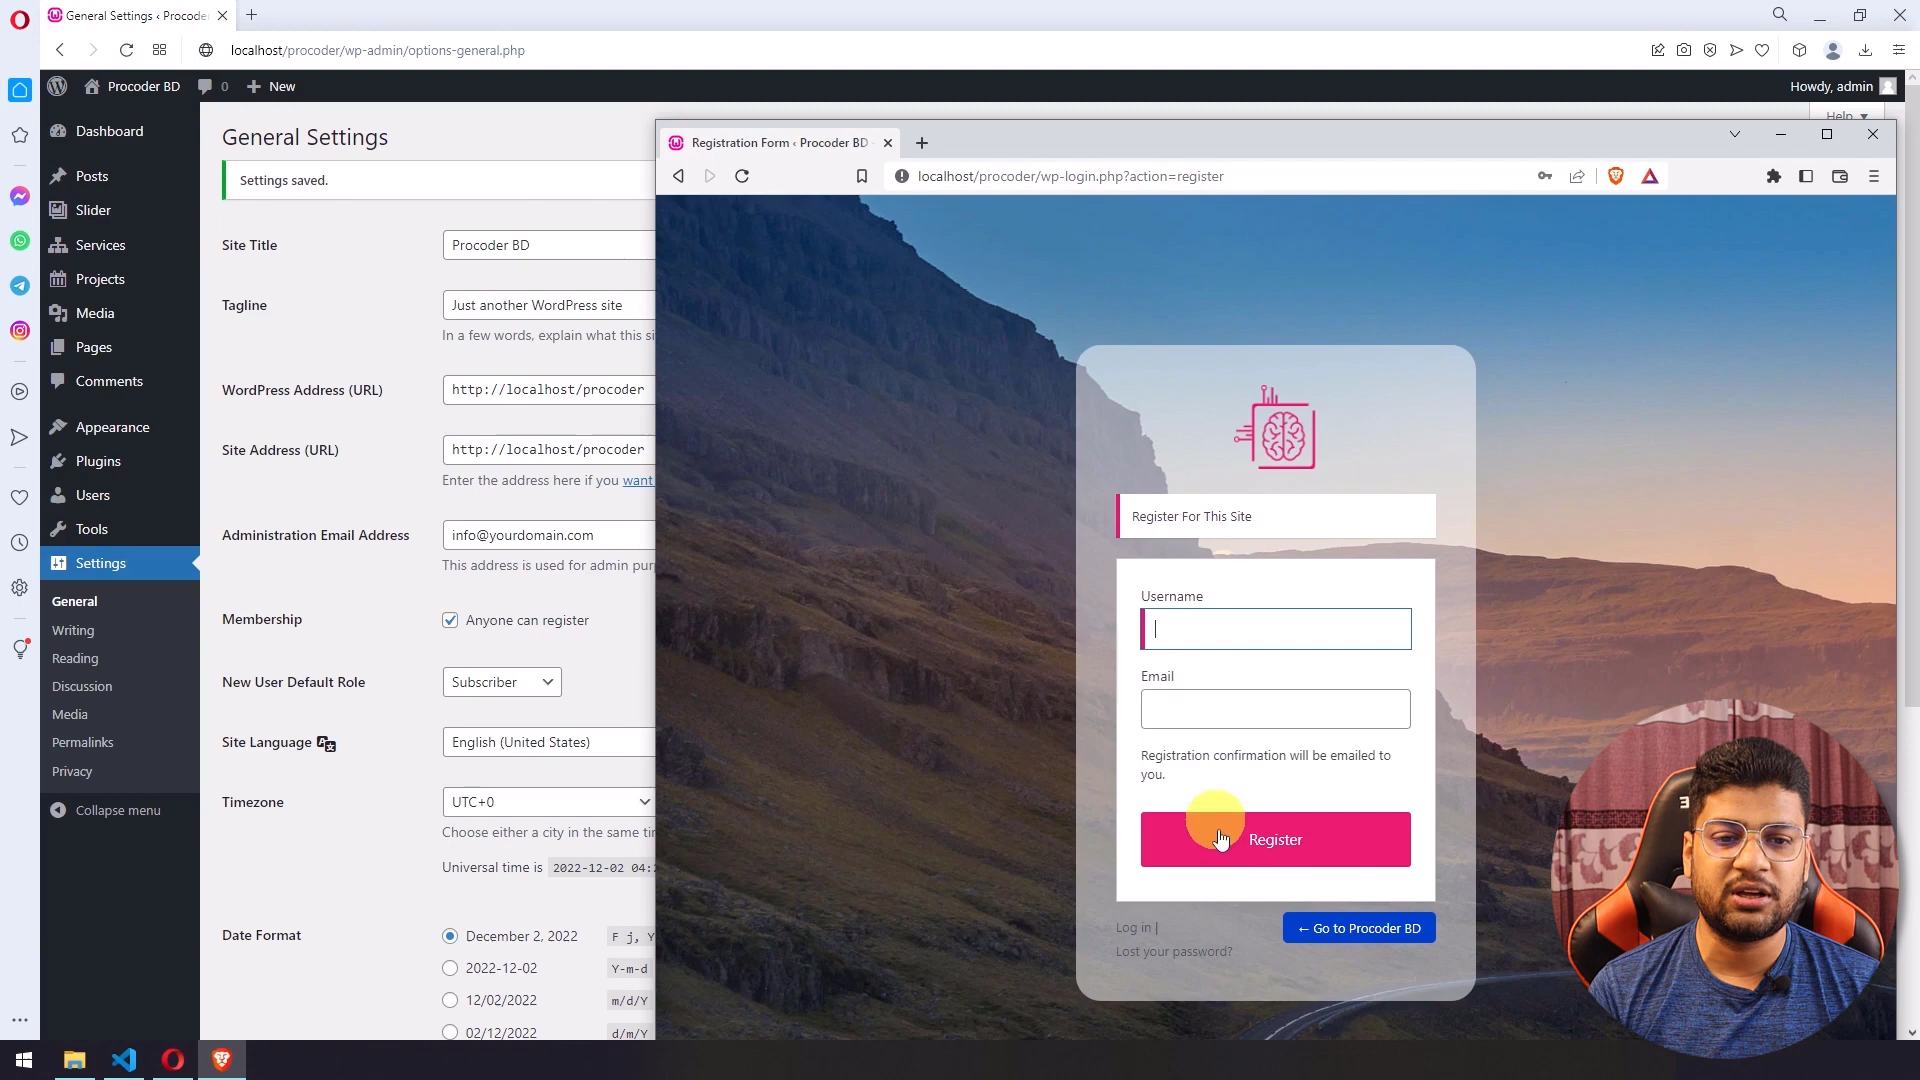 General Settings ‹ Procoder
localhost/procoder/wp-admin/options-general.php
Procoder BD
0
New
Howdy, admin
Dashboard
Posts
Slider
Services
Projects
Media
Pages
Comments
Appearance
Plugins
Users
Tools
Settings
General
Writing
Reading
Discussion
Media
Permalinks
Privacy
Collapse menu
Help
General Settings
Settings saved.
Site Title
Procoder BD
Tagline
Just another WordPress site
In a few words, explain what this si
WordPress Address (URL)
http://localhost/procoder
Site Address (URL)
http://localhost/procoder
Enter the address here if you want
Administration Email Address
info@yourdomain.com
This address is used for admin pur
Membership
Anyone can register
New User Default Role
Subscriber
Site Language
English (United States)
Timezone
UTC+0
Choose either a city in the same ti
Universal time is 2022-12-02 04:
Date Format
December 2, 2022 F j, Y
2022-12-02 Y-m-d
12/02/2022 m/d/Y
02/12/2022 d/m/Y
Registration Form ‹ Procoder BD
localhost/procoder/wp-login.php?action=register
Register For This Site
Username
Email
Registration confirmation will be emailed to
you.
Register
Log in |
← Go to Procoder BD
Lost your password?